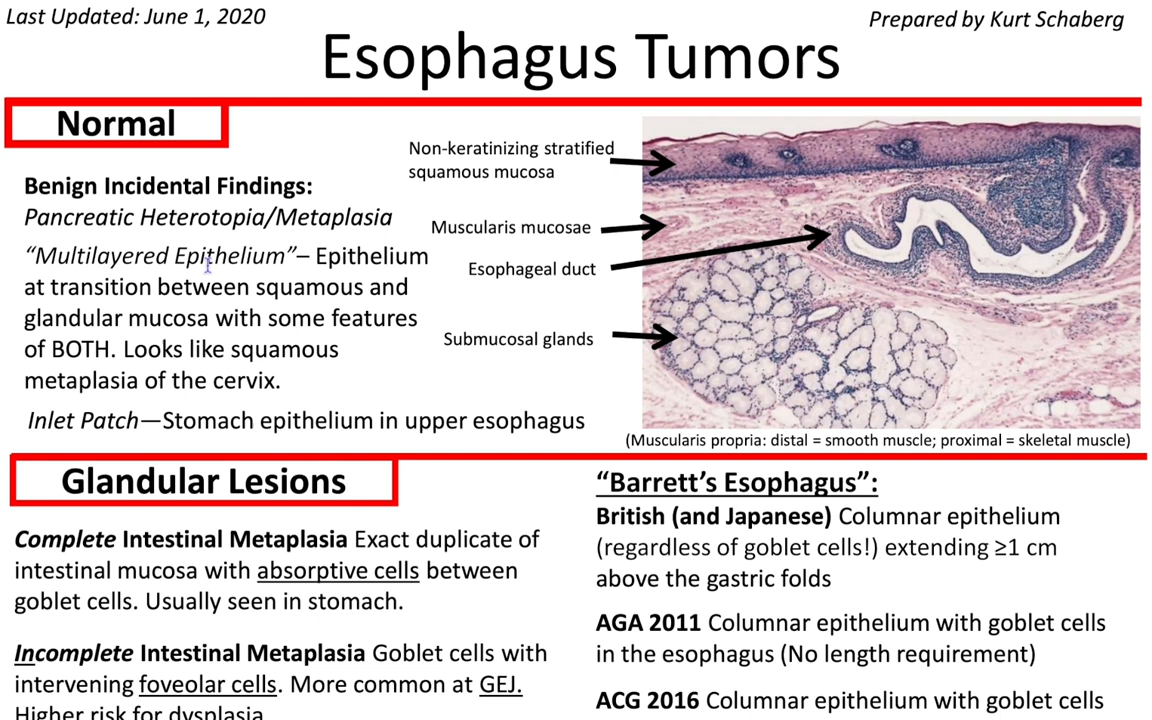 Last Updated: June 1, 2020
Prepared by Kurt Schaberg
Esophagus Tumors
Normal
Benign Incidental Findings:
Pancreatic Heterotopia/Metaplasia
“Multilayered Epithelium”– Epithelium
at transition between squamous and
glandular mucosa with some features
of BOTH. Looks like squamous
metaplasia of the cervix.
Inlet Patch—Stomach epithelium in upper esophagus
Non-keratinizing stratified
squamous mucosa
Muscularis mucosae
Esophageal duct
Submucosal glands
(Muscularis propria: distal = smooth muscle; proximal = skeletal muscle)
Glandular Lesions
Complete Intestinal Metaplasia Exact duplicate of
intestinal mucosa with absorptive cells between
goblet cells. Usually seen in stomach.
Incomplete Intestinal Metaplasia Goblet cells with
intervening foveolar cells. More common at GEJ.
Higher risk for dysplasia
“Barrett’s Esophagus”:
British (and Japanese) Columnar epithelium
(regardless of goblet cells!) extending ≥1 cm
above the gastric folds
AGA 2011 Columnar epithelium with goblet cells
in the esophagus (No length requirement)
ACG 2016 Columnar epithelium with goblet cells